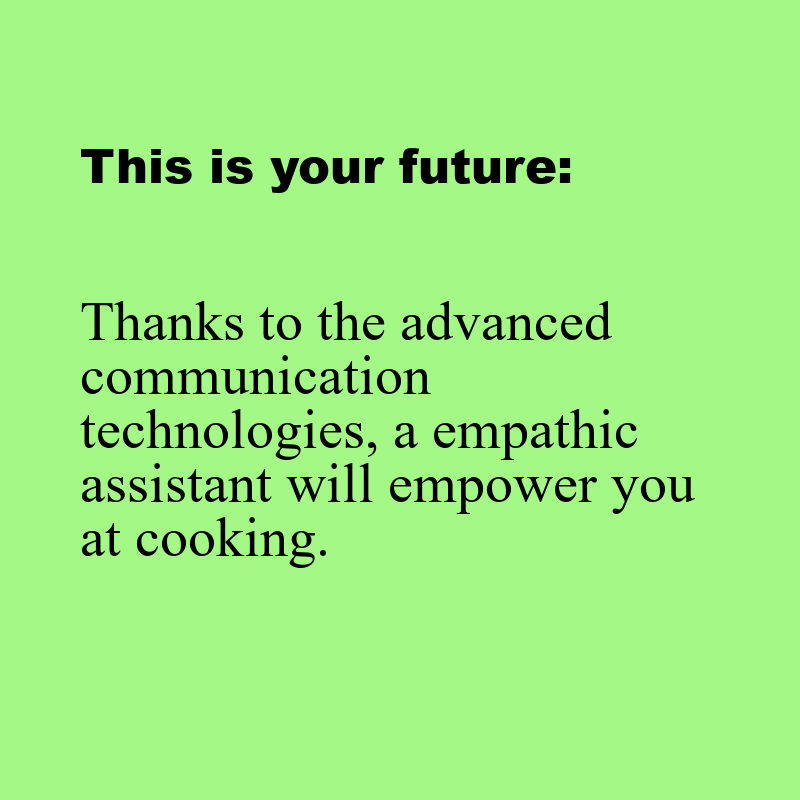 This is your future:
Thanks to the advanced
communication
technologies, a empathic
assistant will empower you
at cooking.